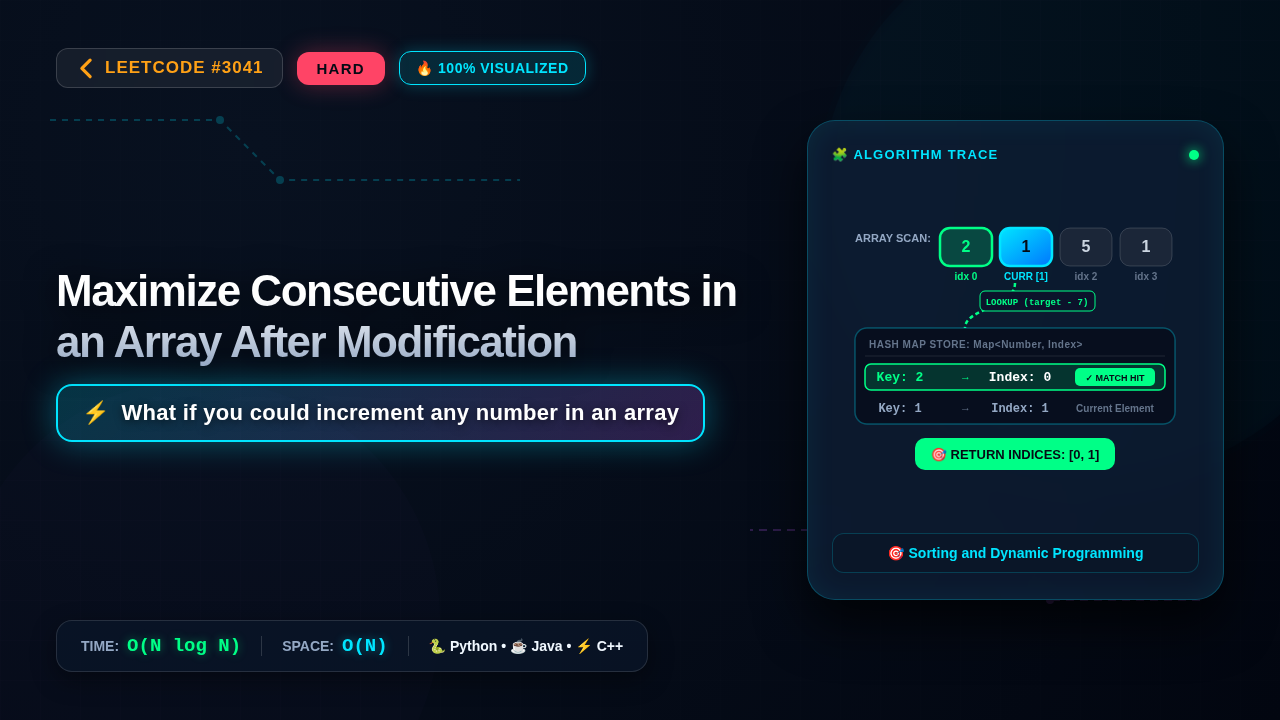 LEETCODE #3041
HARD
🔥 100% VISUALIZED
Maximize Consecutive Elements in
an Array After Modification
⚡ What if you could increment any number in an array
TIME: O(N log N)
SPACE: O(N)
🐍 Python • ☕ Java • ⚡ C++
🧩 ALGORITHM TRACE
ARRAY SCAN:
2 1 5 1
idx 0 CURR [1] idx 2 idx 3
LOOKUP (target - 7)
HASH MAP STORE: Map<Number, Index>
Key: 2 → Index: 0 ✓ MATCH HIT
Key: 1 → Index: 1 Current Element
🎯 RETURN INDICES: [0, 1]
🎯 Sorting and Dynamic Programming